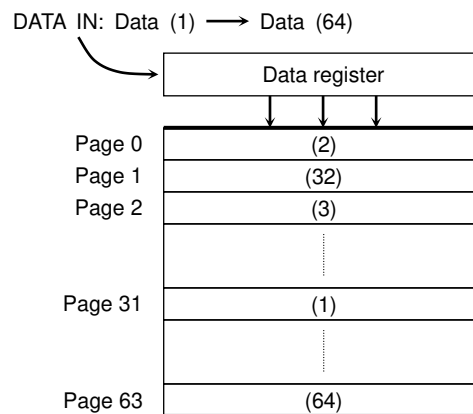 DATA IN: Data (1) Data (64)
Data register
Page 0 (2)
Page 1 (32)
Page 2 (3)
Page 31 (1)
Page 63 (64)